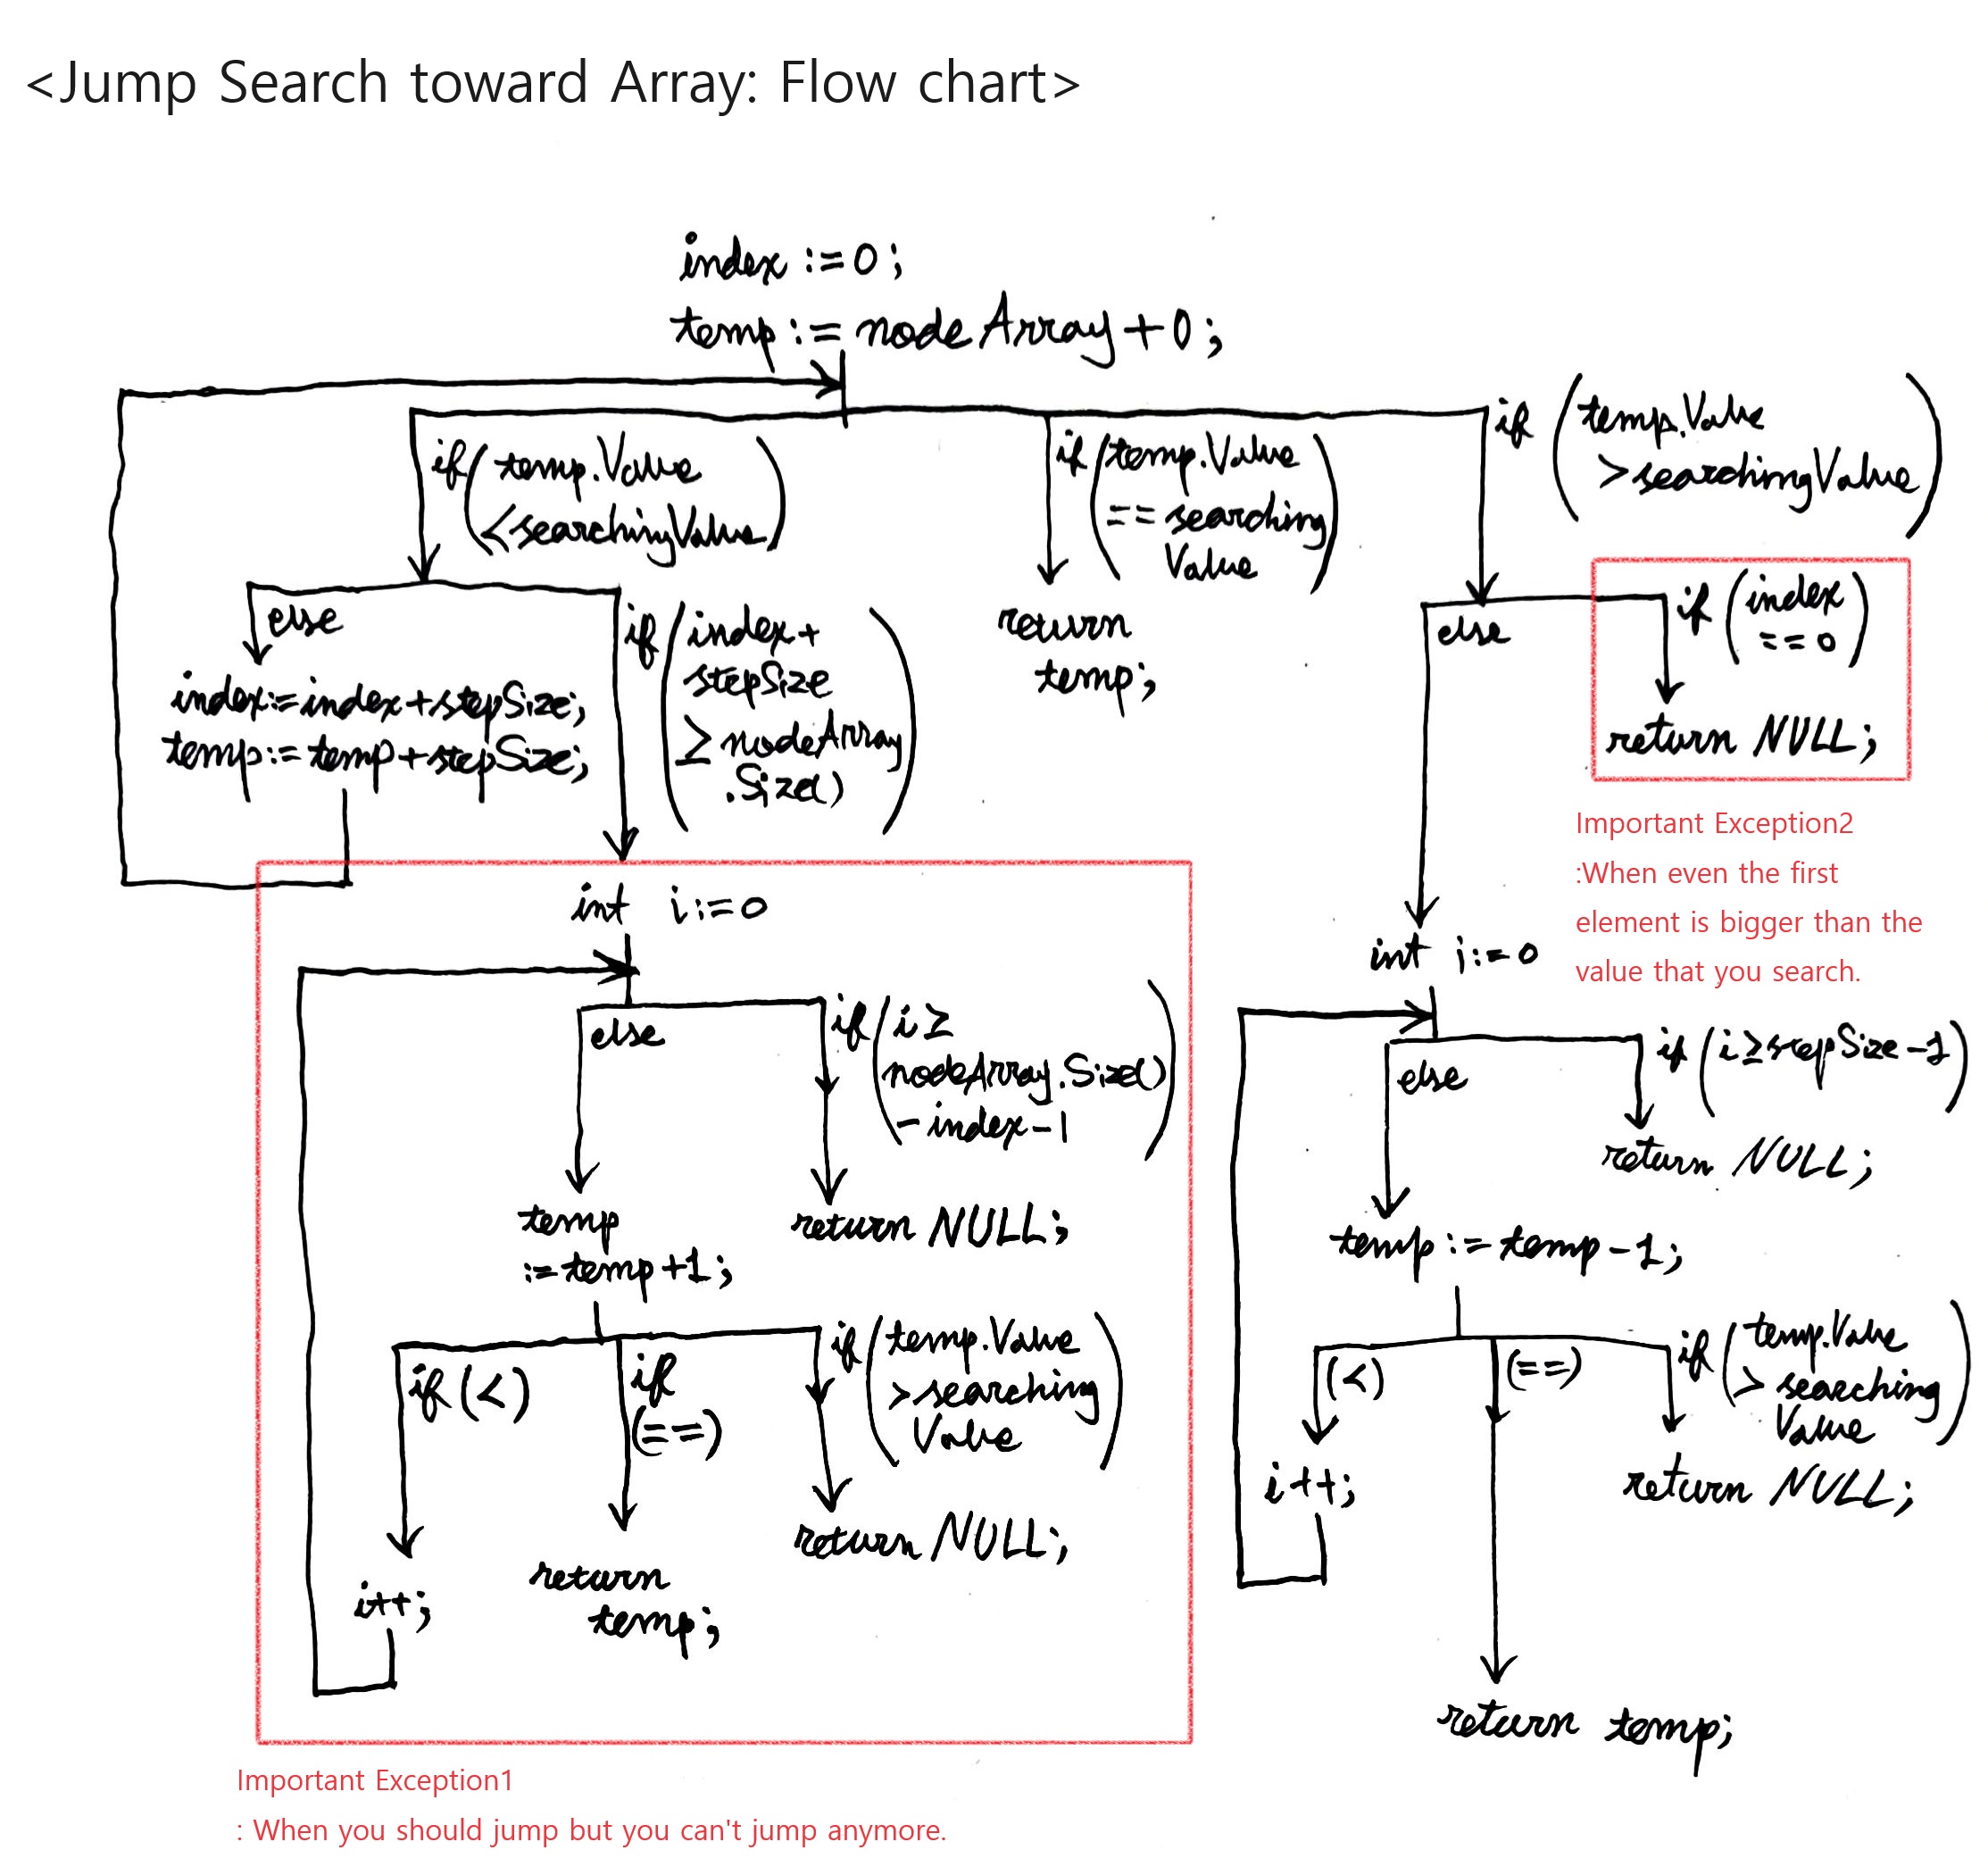 <Jump Search toward Array: Flow chart>
index :=0;
temp:= nodeArray+0;
if (temp.Value
<searchingValue)
if (temp.Value
==searching
Value)
if (temp.Value
>searchingValue)
else
index:=index+stepSize;
temp:=temp+stepSize;
if (index+
stepSize
≥nodeArray
.Size())
return
temp;
else
if (index
==0)
return NULL;
Important Exception2
:When even the first
element is bigger than the
value that you search.
int i:=0
else
if (i≥
nodeArray.Size()
-index-1)
temp
:=temp+1;
return NULL;
if (<)
if
(==)
if (temp.Value
>searching
Value)
i++;
return
temp;
return NULL;
Important Exception1
: When you should jump but you can't jump anymore.
int i:=0
else
if (i≥stepSize-1)
return NULL;
temp:=temp-1;
(<)
(==)
if (temp.Value
>searching
Value)
i++;
return NULL;
return temp;